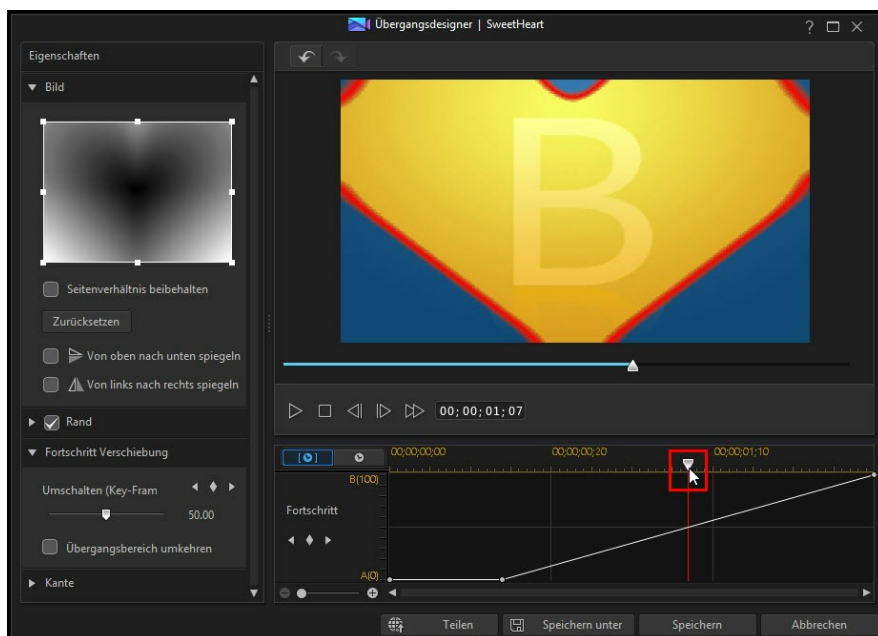 Übergangsdesigner | SweetHeart
Eigenschaften
Bild
Seitenverhältnis beibehalten
Zurücksetzen
Von oben nach unten spiegeln
Von links nach rechts spiegeln
Rand
Fortschritt Verschiebung
Umschalten (Key-Fram
50.00
Übergangsbereich umkehren
Kante
B
00;00;01;07
00;00;00;00 00;00;00;20 00;00;01;10
B(100)
Fortschritt
A(0)
Teilen Speichern unter Speichern Abbrechen